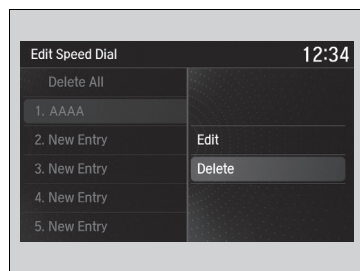 Edit Speed Dial 12:34
Delete All
1. AAAA
2. New Entry
Edit
3. New Entry
Delete
4. New Entry
5. New Entry